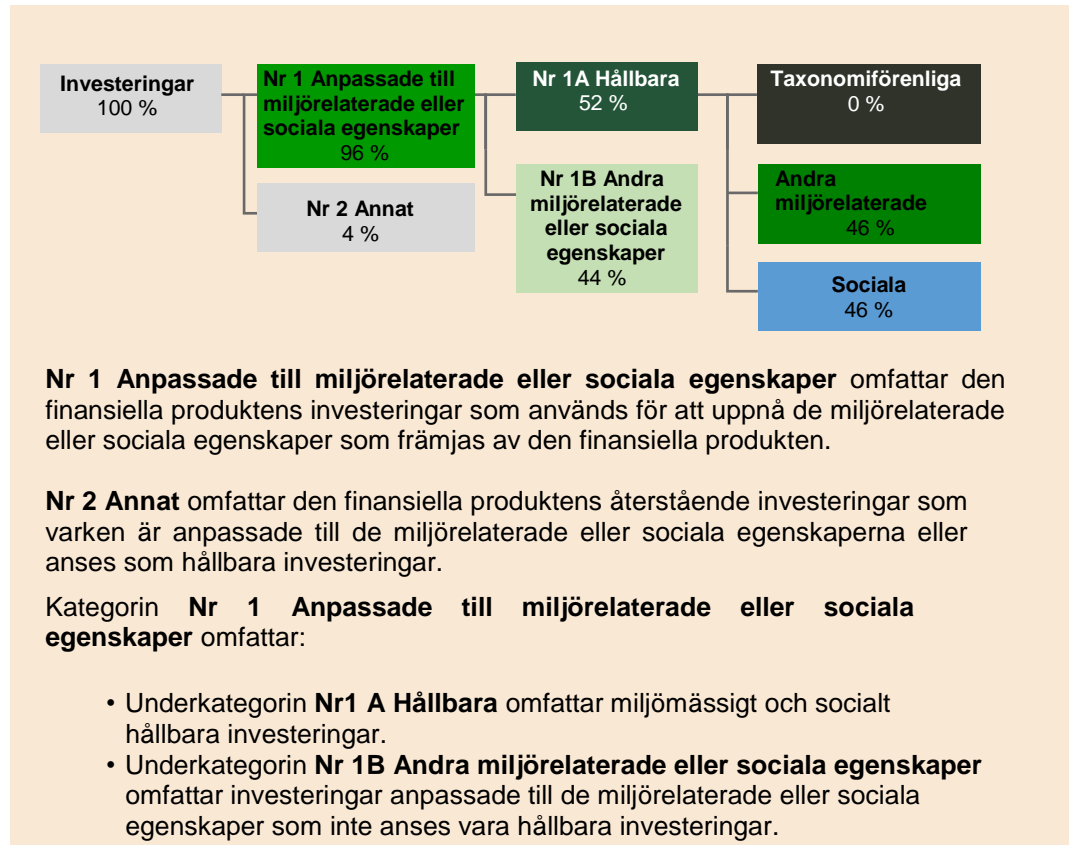 Investeringar
100 %
Nr 1 Anpassade till
miljörelaterade eller
sociala egenskaper
96 %
Nr 2 Annat
4 %
Nr 1A Hållbara
52 %
Nr 1B Andra
miljörelaterade
eller sociala
egenskaper
44 %
Taxonomiförenliga
0 %
Andra
miljörelaterade
46 %
Sociala
46 %
Nr 1 Anpassade till miljörelaterade eller sociala egenskaper omfattar den
finansiella produktens investeringar som används för att uppnå de miljörelaterade
eller sociala egenskaper som främjas av den finansiella produkten.
Nr 2 Annat omfattar den finansiella produktens återstående investeringar som
varken är anpassade till de miljörelaterade eller sociala egenskaperna eller
anses som hållbara investeringar.
Kategorin Nr 1 Anpassade till miljörelaterade eller sociala
egenskaper omfattar:
• Underkategorin Nr1 A Hållbara omfattar miljömässigt och socialt
hållbara investeringar.
• Underkategorin Nr 1B Andra miljörelaterade eller sociala egenskaper
omfattar investeringar anpassade till de miljörelaterade eller sociala
egenskaper som inte anses vara hållbara investeringar.